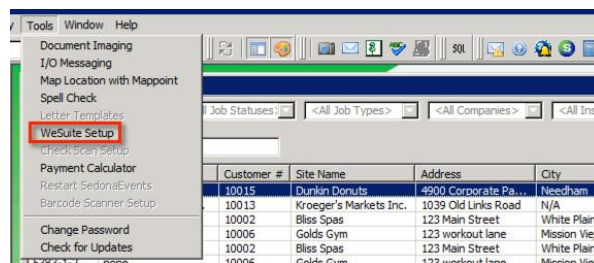 Tools Window Help
Document Imaging
I/O Messaging
Map Location with Mappoint
Spell Check
Letter Templates
WeSuite Setup
Check Scan Setup
Payment Calculator
Restart SedonaEvents
Barcode Scanner Setup
Change Password
Check for Updates
SQL
Job Statuses: <All Job Types> <All Companies> <All Ins
Customer # Site Name Address City
10015 Dunkin Donuts 4900 Corporate Pa... Needham
10013 Kroeger's Markets Inc. 1039 Old Links Road N/A
10002 Bliss Spas 123 Main Street White Plain
10006 Golds Gym 123 workout lane Mission Vie
10002 Bliss Spas 123 Main Street White Plain
10006 Golds Gym 123 workout lane Mission Vie